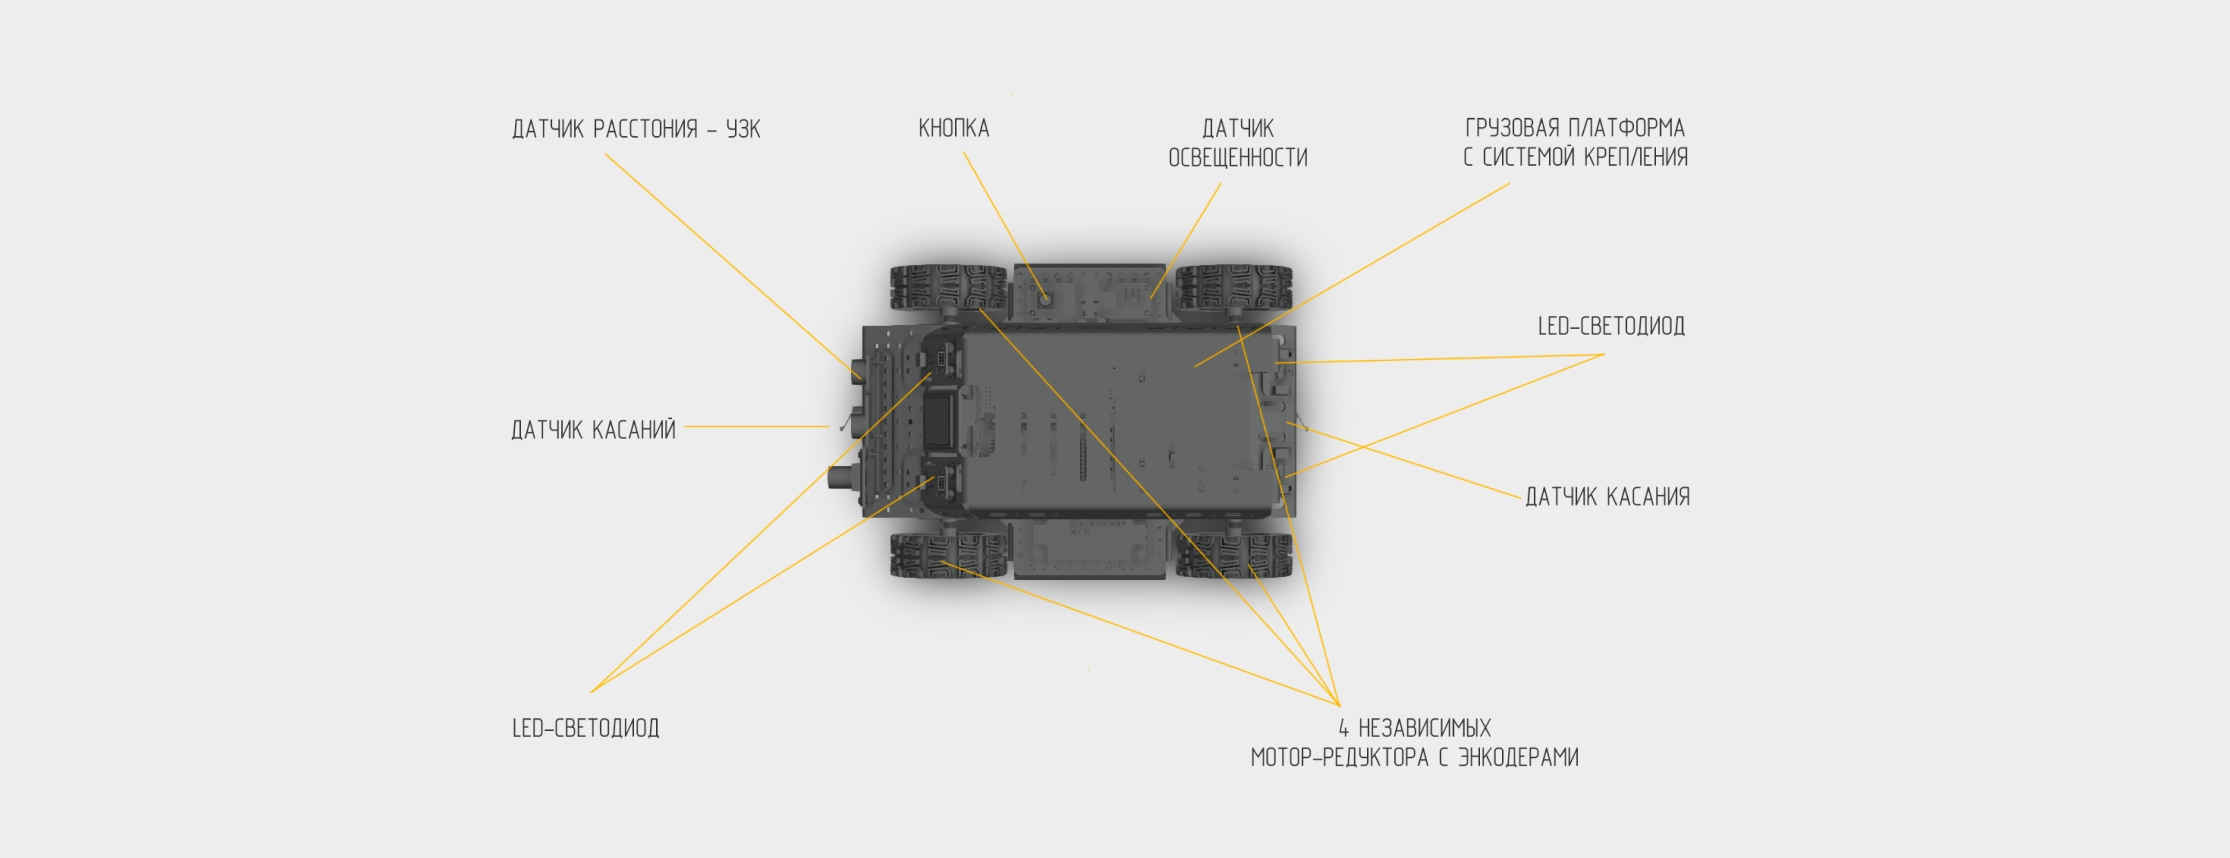 ДАТЧИК РАССТОНИЯ - УЗК
КНОПКА
ДАТЧИК
ОСВЕЩЕННОСТИ
ГРУЗОВАЯ ПЛАТФОРМА
С СИСТЕМОЙ КРЕПЛЕНИЯ
LED-СВЕТОДИОД
ДАТЧИК КАСАНИЙ
ДАТЧИК КАСАНИЯ
LED-СВЕТОДИОД
4 НЕЗАВИСИМЫХ
МОТОР-РЕДУКТОРА С ЭНКОДЕРАМИ